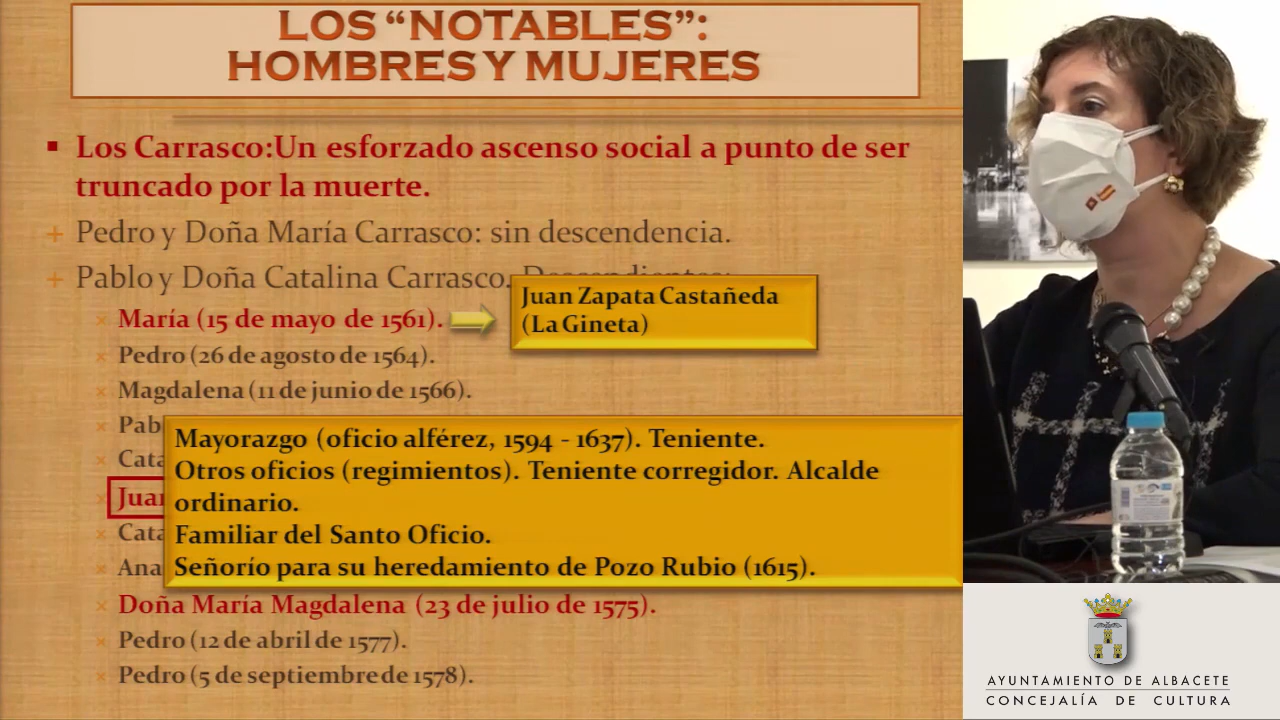 LOS “NOTABLES”:
HOMBRES Y MUJERES
Los Carrasco:Un esforzado ascenso social a punto de ser
truncado por la muerte.
Pedro y Doña María Carrasco: sin descendencia.
Pablo y Doña Catalina Carrasco. Descendientes:
María (15 de mayo de 1561).
Juan Zapata Castañeda
(La Gineta)
Pedro (26 de agosto de 1564).
Magdalena (11 de junio de 1566).
Mayorazgo (oficio alférez, 1594 - 1637). Teniente.
Otros oficios (regimientos). Teniente corregidor. Alcalde
ordinario.
Familiar del Santo Oficio.
Señorío para su heredamiento de Pozo Rubio (1615).
Doña María Magdalena (23 de julio de 1575).
Pedro (12 de abril de 1577).
Pedro (5 de septiembre de 1578).
AYUNTAMIENTO DE ALBACETE
CONCEJALÍA DE CULTURA